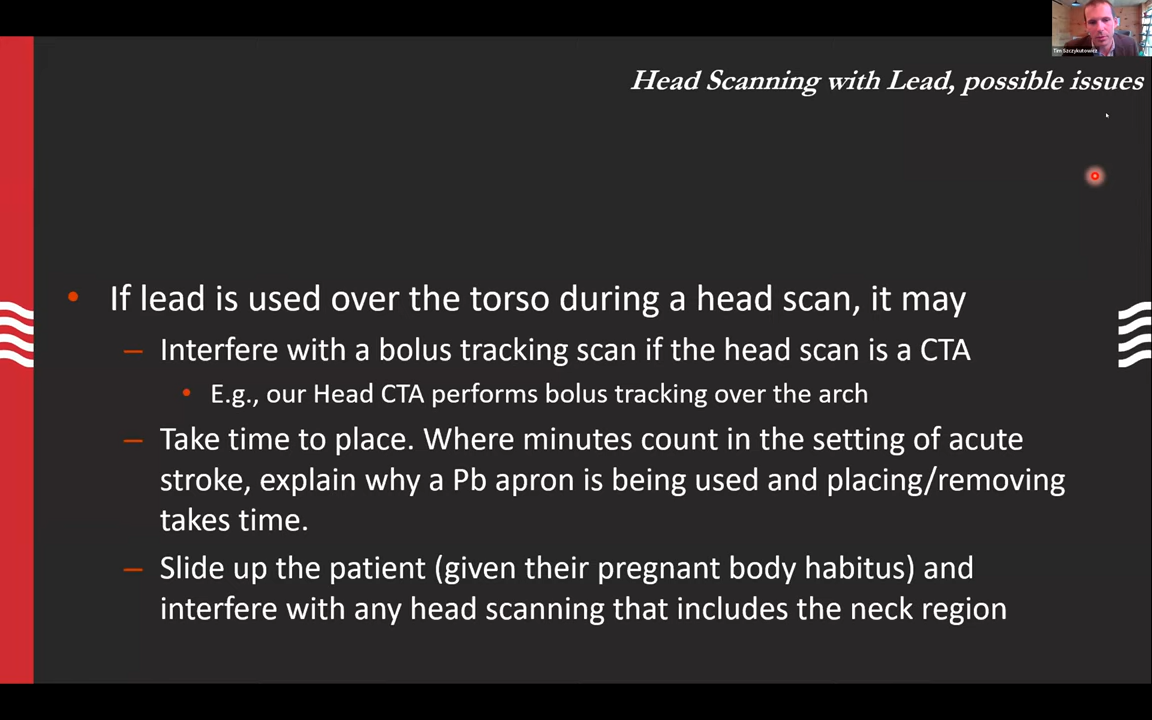 Tim Szczykutowicz
Head Scanning with Lead, possible issues
• If lead is used over the torso during a head scan, it may
– Interfere with a bolus tracking scan if the head scan is a CTA
• E.g., our Head CTA performs bolus tracking over the arch
– Take time to place. Where minutes count in the setting of acute
stroke, explain why a Pb apron is being used and placing/removing
takes time.
– Slide up the patient (given their pregnant body habitus) and
interfere with any head scanning that includes the neck region